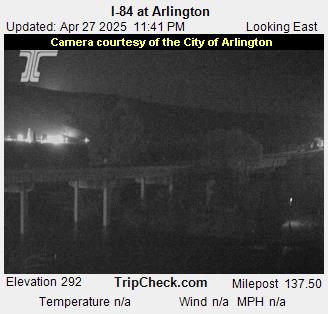 I-84 at Arlington
Updated: Apr 27 2025 11:41 PM Looking East
Camera courtesy of the City of Arlington
Elevation 292 TripCheck.com Milepost 137.50
Temperature n/a Wind n/a MPH n/a